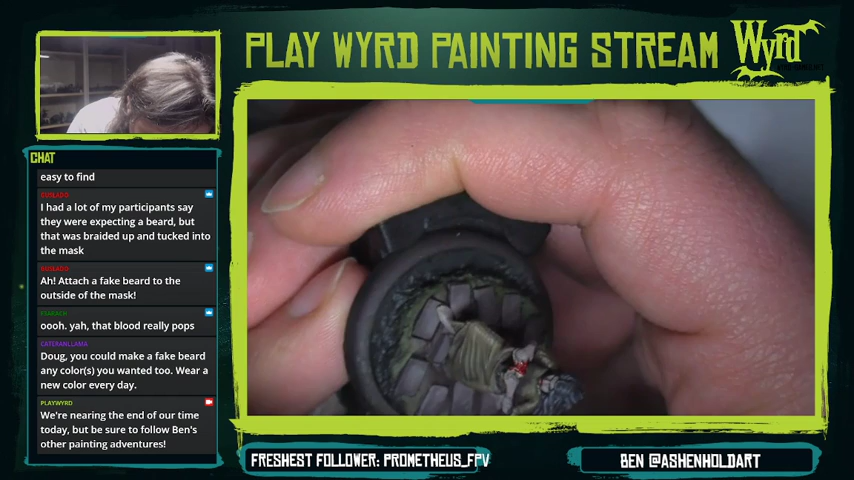 PLAY WYRD PAINTING STREAM
Wyrd
CHAT
easy to find
I had a lot of my participants say
they were expecting a beard, but
that was braided up and tucked into
the mask
Ah! Attach a fake beard to the
outside of the mask!
oooh. yah, that blood really pops
CATERANLLAMA
Doug, you could make a fake beard
any color(s) you wanted too. Wear a
new color every day.
PLAYWYRD
We're nearing the end of our time
today, but be sure to follow Ben's
other painting adventures!
FRESHEST FOLLOWER: PROMETHEUS_FPV
BEN @ASHENHOLDART